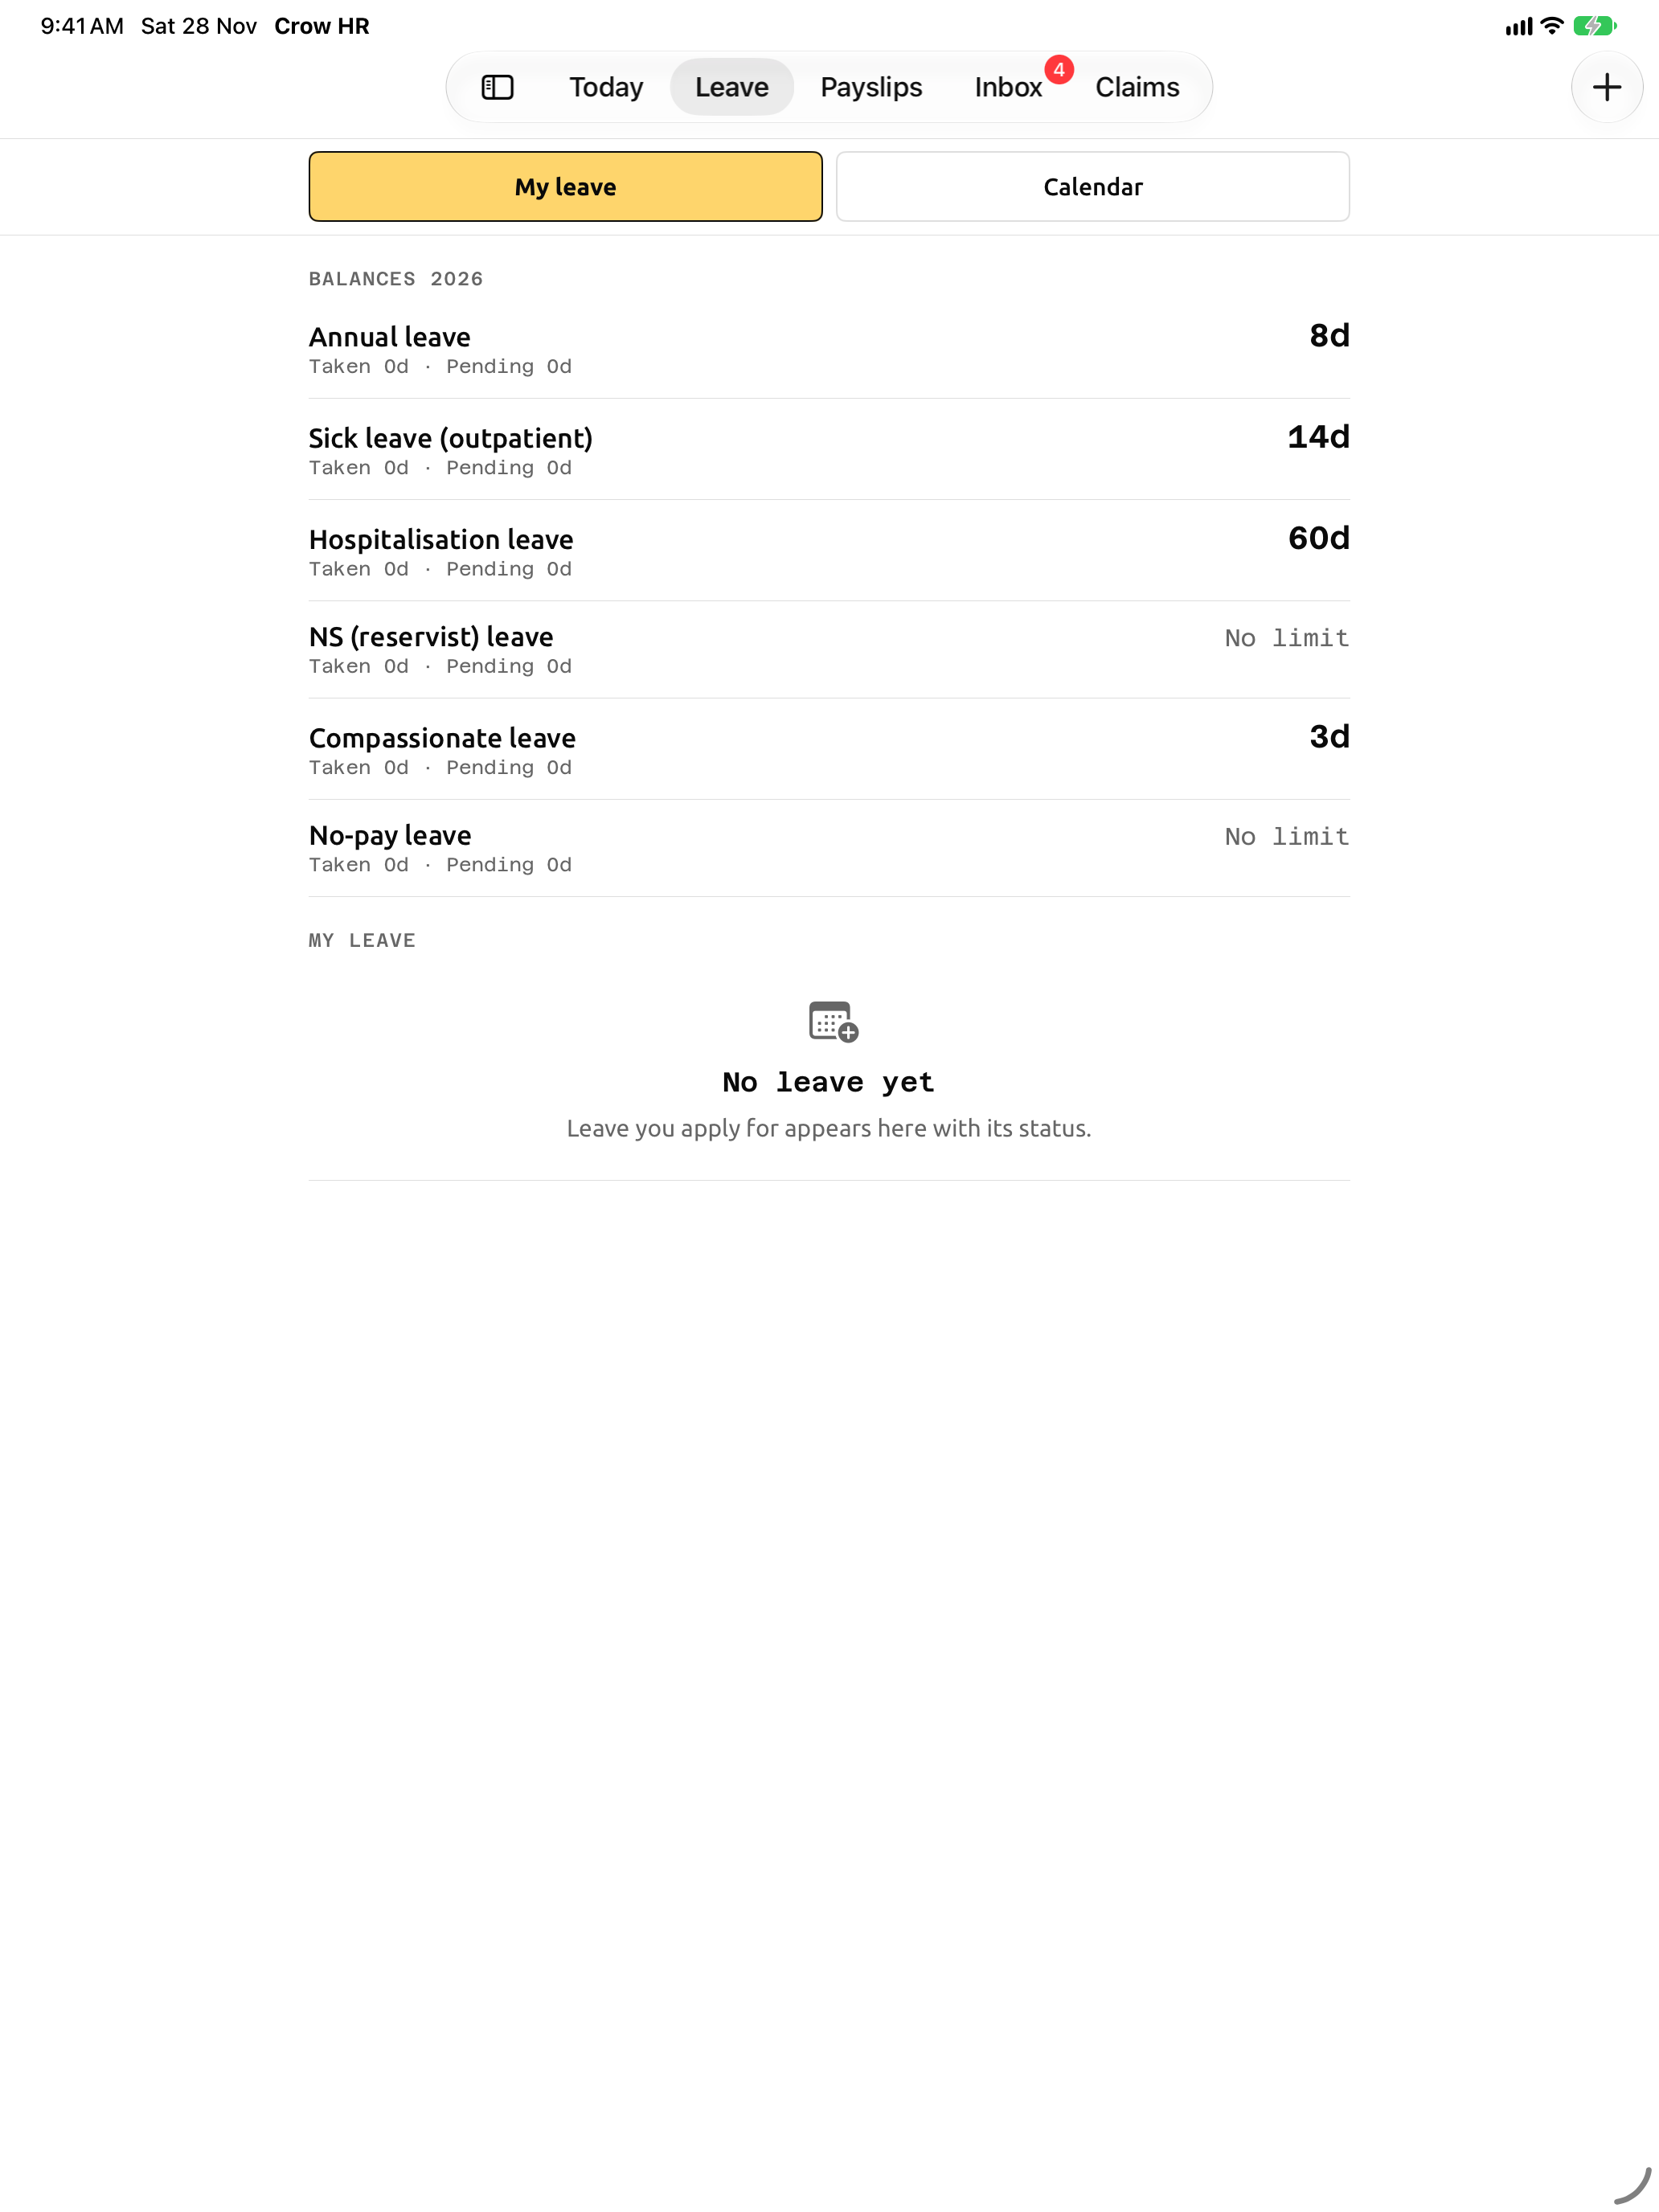 9:41 AM Sat 28 Nov Crow HR
Today Leave Payslips Inbox 4 Claims
My leave Calendar
BALANCES 2026
Annual leave 8d
Taken 0d · Pending 0d
Sick leave (outpatient) 14d
Taken 0d · Pending 0d
Hospitalisation leave 60d
Taken 0d · Pending 0d
NS (reservist) leave No limit
Taken 0d · Pending 0d
Compassionate leave 3d
Taken 0d · Pending 0d
No-pay leave No limit
Taken 0d · Pending 0d
MY LEAVE
No leave yet
Leave you apply for appears here with its status.